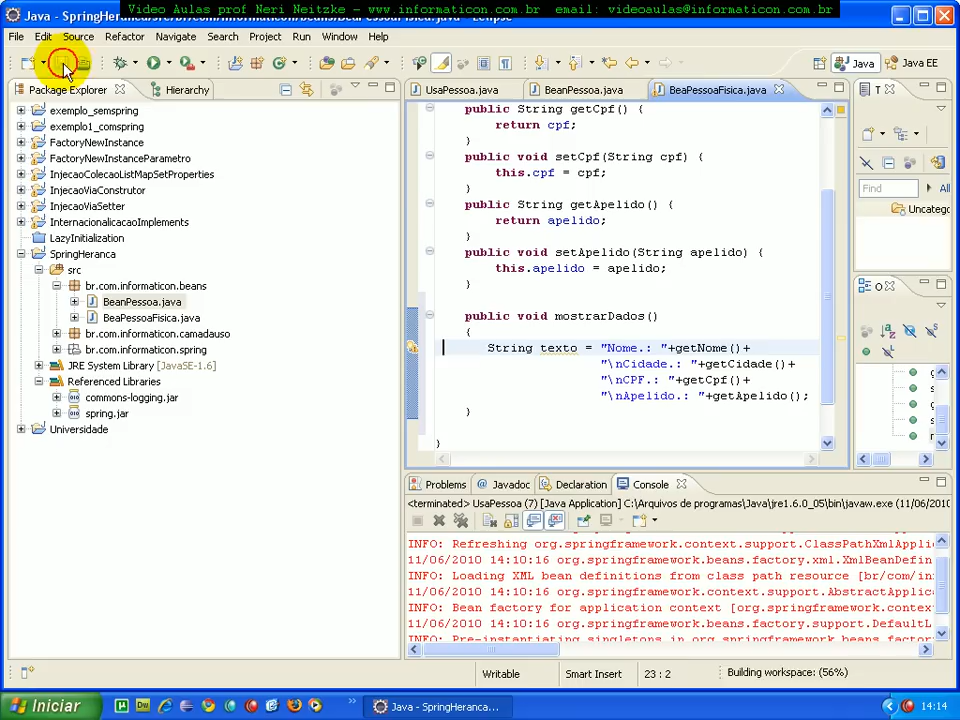 Video Aulas prof Neri Neitzke – www.informaticon.com.br  email: videoaulas@informaticon.com.br
File Edit Source Refactor Navigate Search Project Run Window Help
Java
Java EE
Package Explorer
Hierarchy
UsaPessoa.java
BeanPessoa.java
BeaPessoaFisica.java
T
exemplo_semspring
exemplo1_comspring
FactoryNewInstance
FactoryNewInstanceParametro
InjecaoColecaoListMapSetProperties
InjecaoViaConstrutor
InjecaoViaSetter
InternacionalicacaoImplements
LazyInitialization
SpringHeranca
src
br.com.informaticon.beans
BeanPessoa.java
BeaPessoaFisica.java
br.com.informaticon.camadauso
br.com.informaticon.spring
JRE System Library [JavaSE-1.6]
Referenced Libraries
commons-logging.jar
spring.jar
Universidade
public String getCpf() {
return cpf;
}
public void setCpf(String cpf) {
this.cpf = cpf;
}
public String getApelido() {
return apelido;
}
public void setApelido(String apelido) {
this.apelido = apelido;
}
public void mostrarDados()
{
String texto = "Nome.: "+getNome()+
"\nCidade.: "+getCidade()+
"\nCPF.: "+getCpf()+
"\nApelido.: "+getApelido();
}
}
Find
All
Uncatego
O
Problems
Javadoc
Declaration
Console
<terminated> UsaPessoa (7) [Java Application] C:\Arquivos de programas\Java\jre1.6.0_05\bin\javaw.exe (11/06/2010
INFO: Refreshing org.springframework.context.support.ClassPathXmlApplic
11/06/2010 14:10:16 org.springframework.beans.factory.xml.XmlBeanDefin
INFO: Loading XML bean definitions from class path resource [br/com/in
11/06/2010 14:10:16 org.springframework.context.support.AbstractApplic
INFO: Bean factory for application context [org.springframework.contex
11/06/2010 14:10:16 org.springframework.beans.factory.support.DefaultL
Writable
Smart Insert
23 : 2
Building workspace: (56%)
Iniciar
Java - SpringHeranca...
14:14